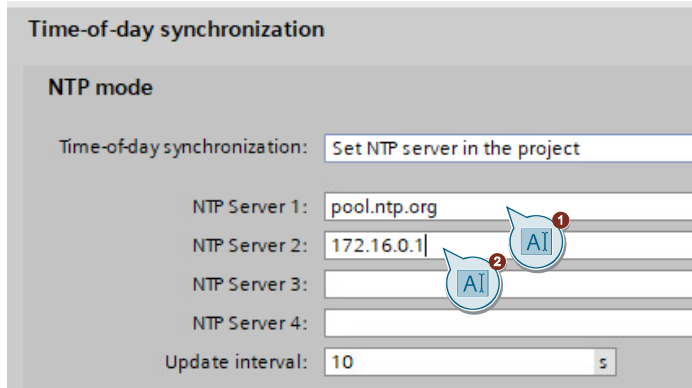 Time-of-day synchronization
NTP mode
Time-of-day synchronization: Set NTP server in the project
NTP Server 1: pool.ntp.org
1
AI
NTP Server 2: 172.16.0.1
2
AI
NTP Server 3:
NTP Server 4:
Update interval: 10 s